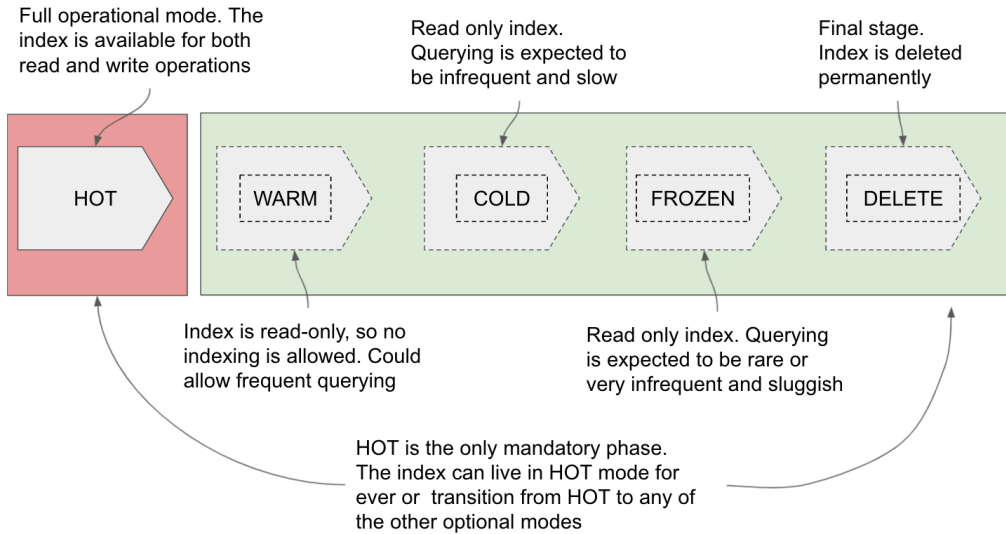 Full operational mode. The
index is available for both
read and write operations
Read only index.
Querying is expected to
be infrequent and slow
Final stage.
Index is deleted
permanently
HOT
WARM
COLD
FROZEN
DELETE
Index is read-only, so no
indexing is allowed. Could
allow frequent querying
Read only index. Querying
is expected to be rare or
very infrequent and sluggish
HOT is the only mandatory phase.
The index can live in HOT mode for
ever or  transition from HOT to any of
the other optional modes